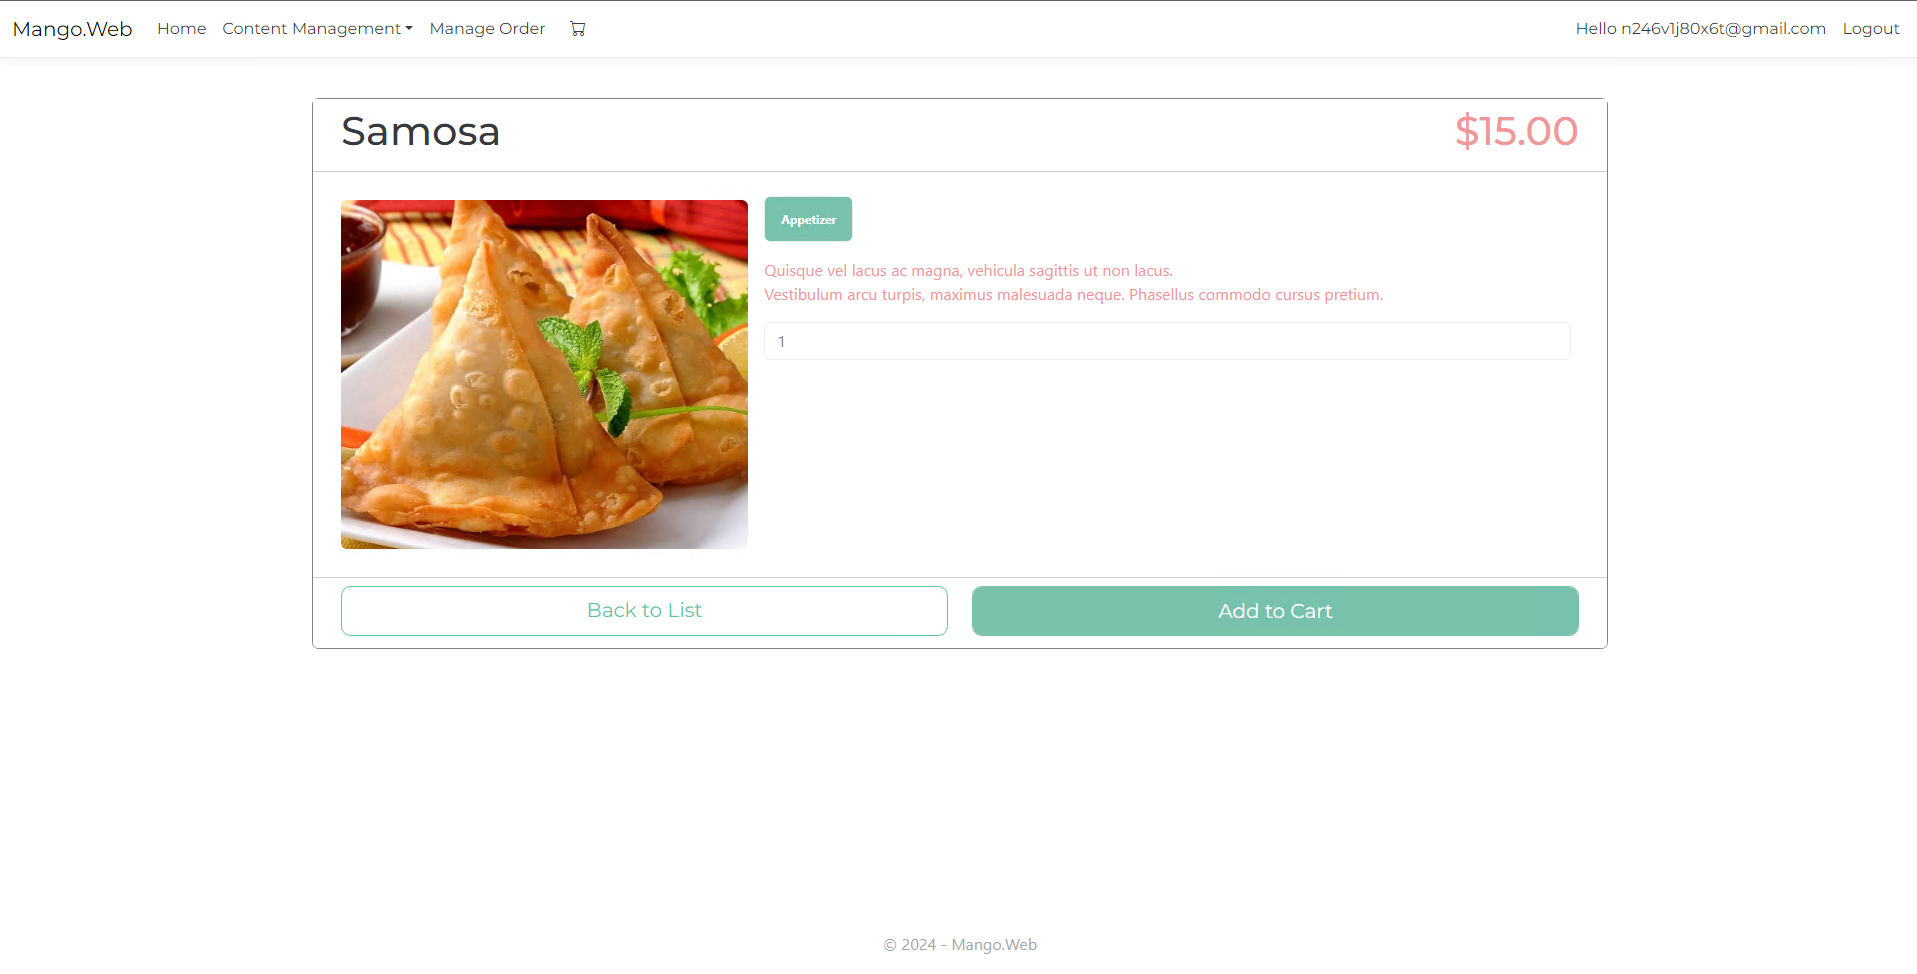 Mango.Web Home Content Management Manage Order Hello n246v1j80x6t@gmail.com Logout
Samosa $15.00
Appetizer
Quisque vel lacus ac magna, vehicula sagittis ut non lacus.
Vestibulum arcu turpis, maximus malesuada neque. Phasellus commodo cursus pretium.
1
Back to List Add to Cart
© 2024 - Mango.Web